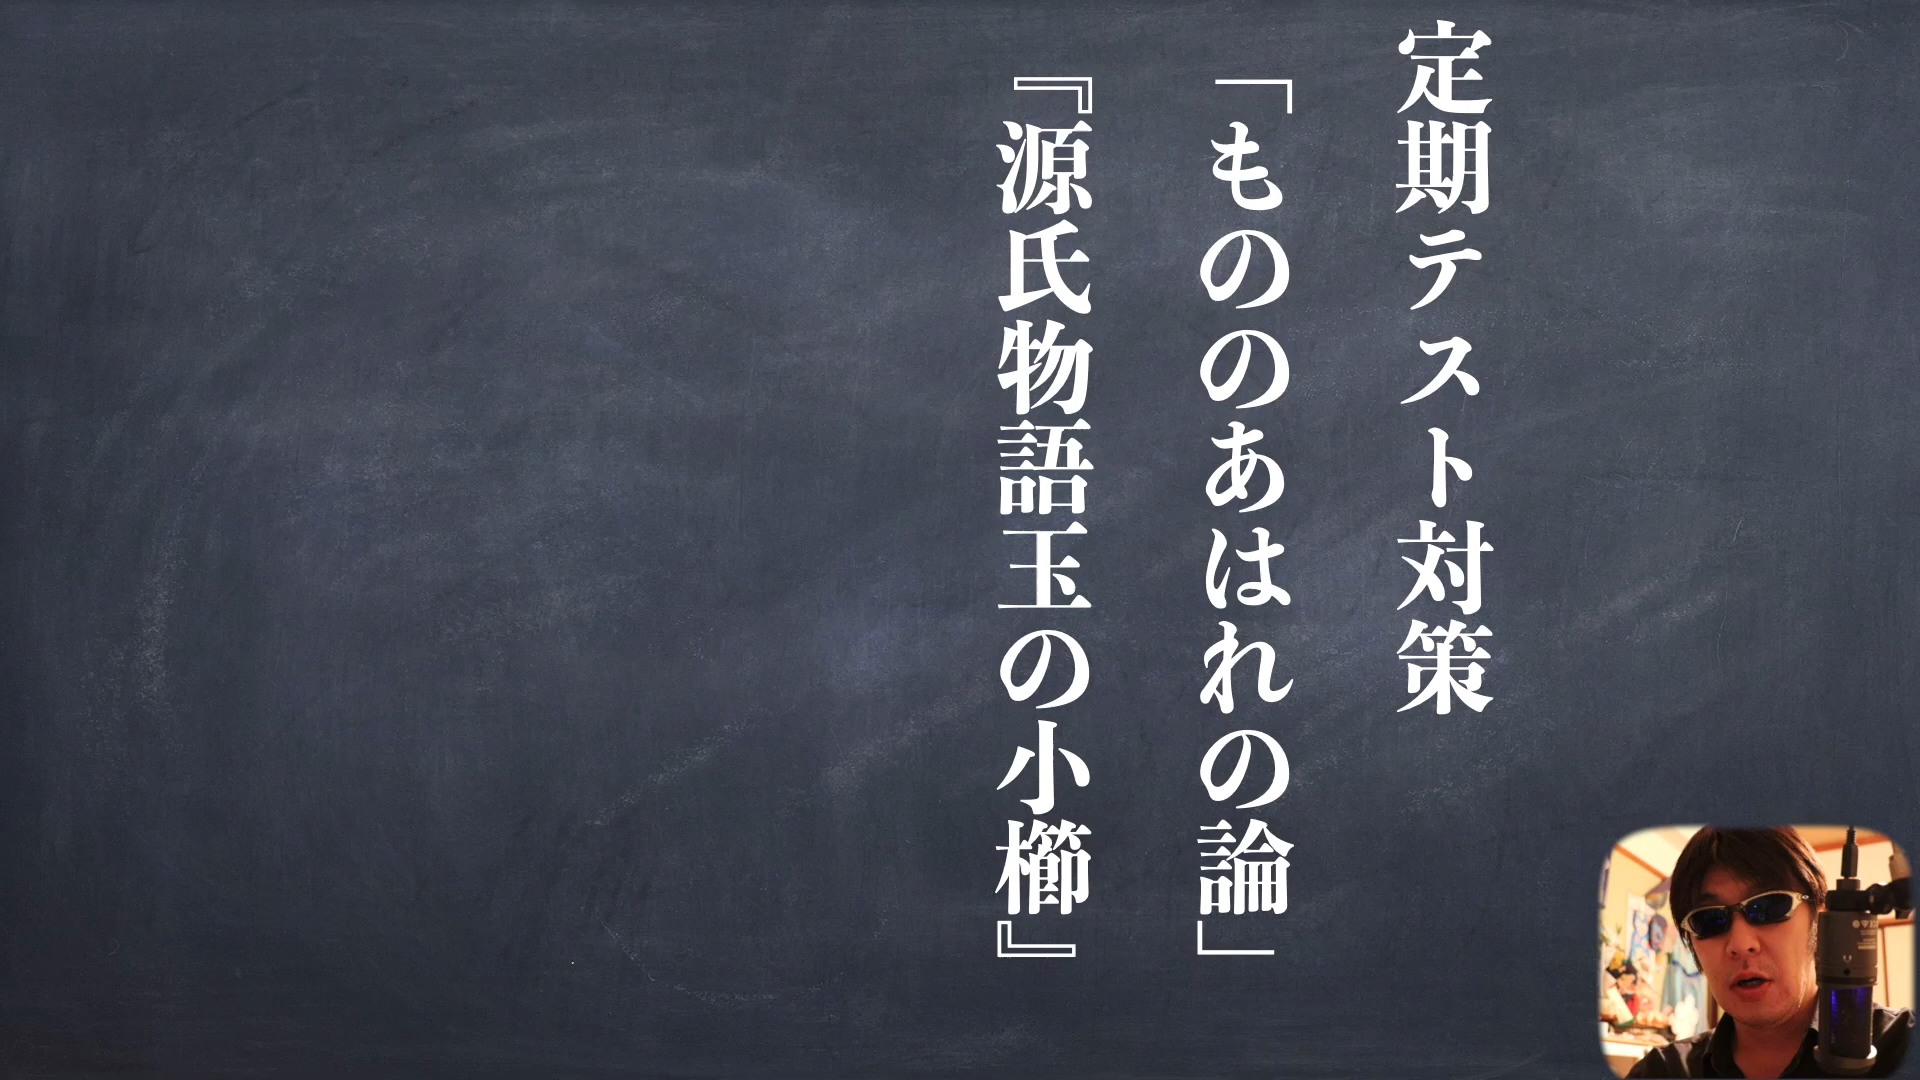 定期テスト対策
「もののあはれの論」
『源氏物語玉の小櫛』